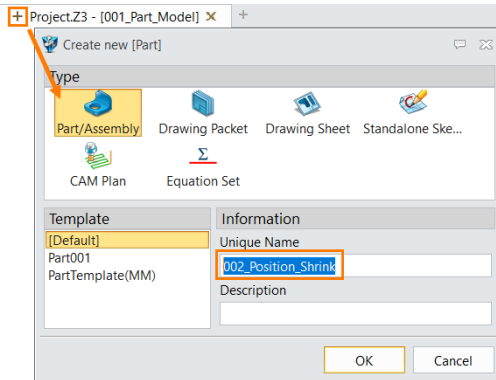 + Project.Z3 - [001_Part_Model] × +
Create new [Part]
Type
Part/Assembly Drawing Packet Drawing Sheet Standalone Ske...
CAM Plan Equation Set
Template Information
[Default] Unique Name
Part001 002_Position_Shrink
PartTemplate(MM) Description
OK Cancel